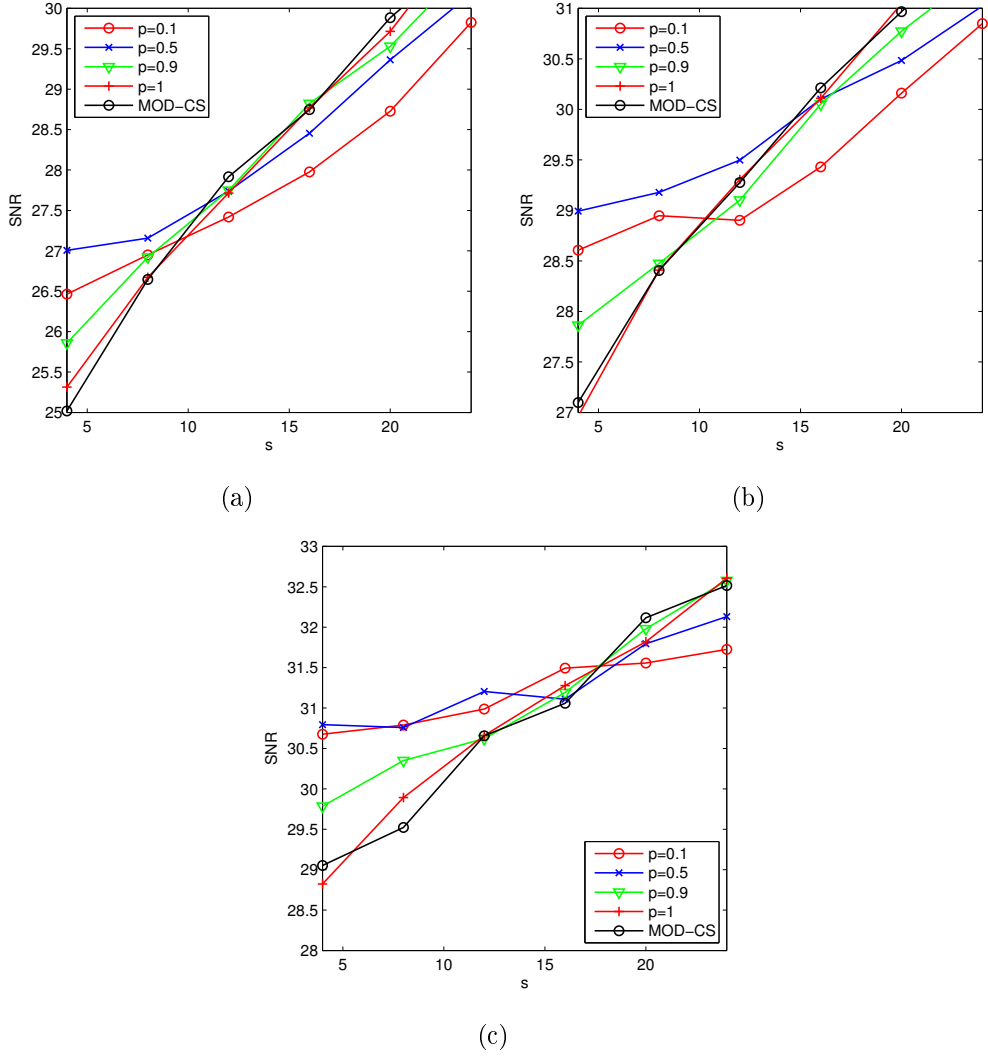 30
29.5
29
28.5
28
27.5
27
26.5
26
25.5
25
SNR
5 10 15 20
s
p=0.1
p=0.5
p=0.9
p=1
MOD-CS
(a)
31
30.5
30
29.5
29
28.5
28
27.5
27
SNR
5 10 15 20
s
p=0.1
p=0.5
p=0.9
p=1
MOD-CS
(b)
33
32.5
32
31.5
31
30.5
30
29.5
29
28.5
28
SNR
5 10 15 20
s
p=0.1
p=0.5
p=0.9
p=1
MOD-CS
(c)